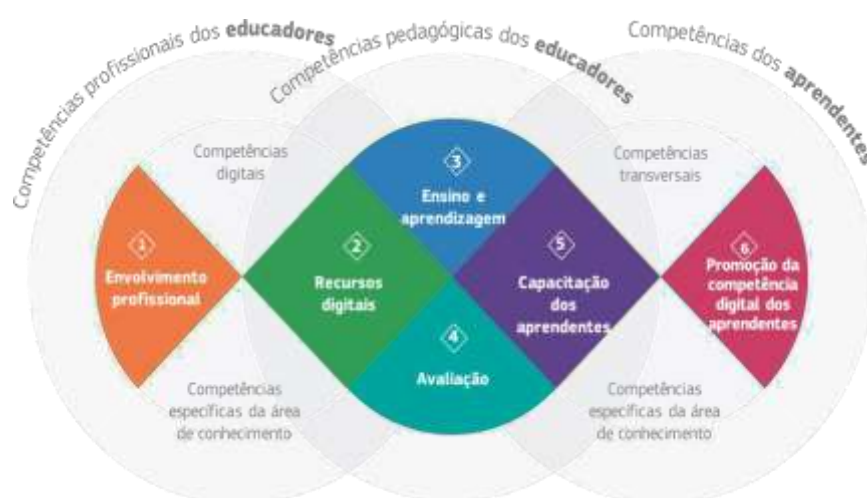 Competências profissionais dos educadores
Competências pedagógicas dos educadores
Competências dos aprendentes
Competências
digitais
Competências
transversais
1
Envolvimento
profissional
2
Recursos
digitais
3
Ensino e
aprendizagem
4
Avaliação
5
Capacitação
dos
aprendentes
6
Promoção da
competência
digital dos
aprendentes
Competências
específicas da área
de conhecimento
Competências
específicas da área
de conhecimento